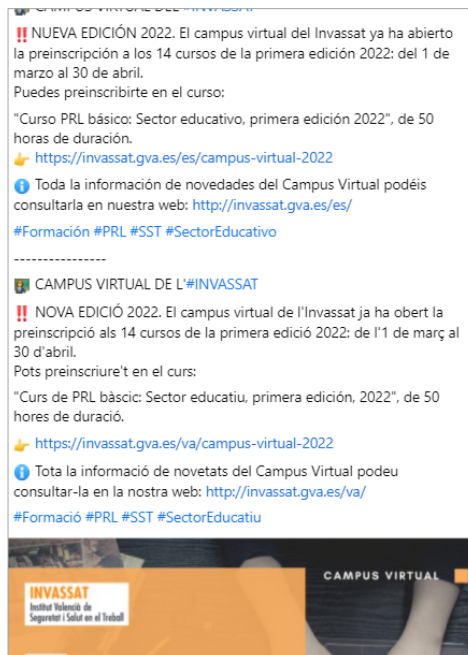 CAMPUS VIRTUAL DEL #INVASSAT
‼️ NUEVA EDICIÓN 2022. El campus virtual del Invassat ya ha abierto
la preinscripción a los 14 cursos de la primera edición 2022: del 1 de
marzo al 30 de abril.
Puedes preinscribirte en el curso:
"Curso PRL básico: Sector educativo, primera edición 2022", de 50
horas de duración.
👉 https://invassat.gva.es/es/campus-virtual-2022
ℹ️ Toda la información de novedades del Campus Virtual podéis
consultarla en nuestra web: http://invassat.gva.es/es/
#Formación #PRL #SST #SectorEducativo
----------------
CAMPUS VIRTUAL DE L'#INVASSAT
‼️ NOVA EDICIÓ 2022. El campus virtual de l'Invassat ja ha obert la
preinscripció als 14 cursos de la primera edició 2022: de l'1 de març al
30 d'abril.
Pots preinscriure't en el curs:
"Curs de PRL bàscic: Sector educatiu, primera edición, 2022", de 50
hores de duració.
👉 https://invassat.gva.es/va/campus-virtual-2022
ℹ️ Tota la informació de novetats del Campus Virtual podeu
consultar-la en la nostra web: http://invassat.gva.es/va/
#Formació #PRL #SST #SectorEducatiu
CAMPUS VIRTUAL
INVASSAT
Institut Valencià de
Seguretat i Salut en el Treball